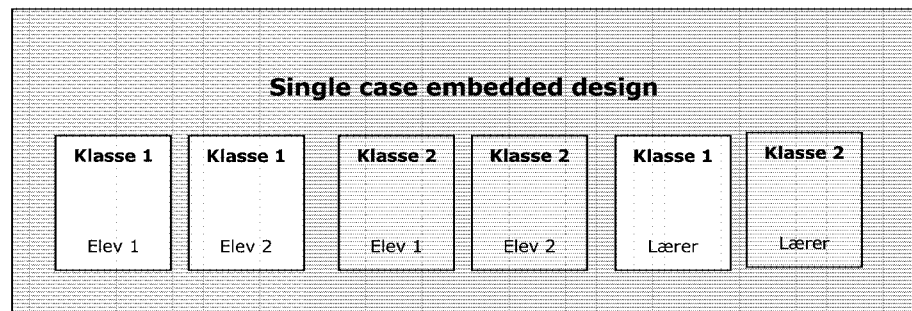 Single case embedded design
Klasse 1 Klasse 1 Klasse 2 Klasse 2 Klasse 1 Klasse 2
Elev 1 Elev 2 Elev 1 Elev 2 Lærer Lærer